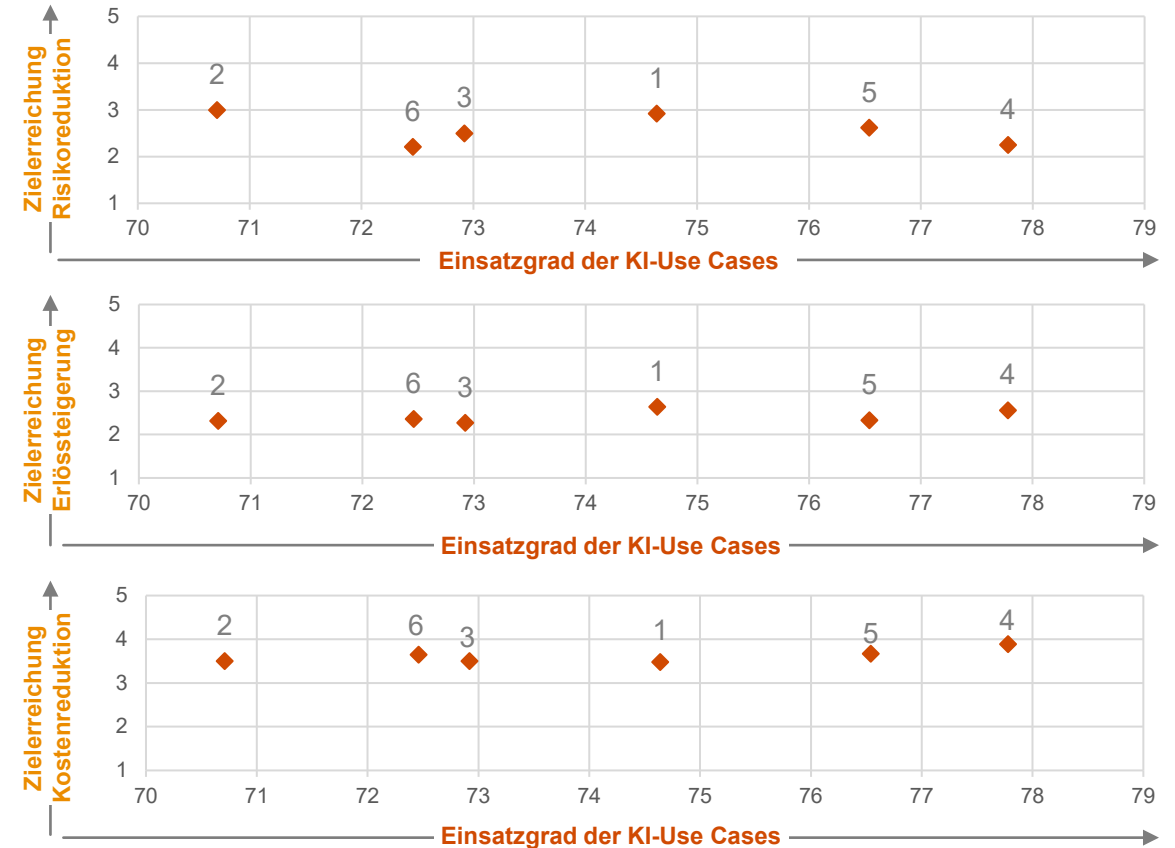 Zielerreichung
Risikoreduktion
5
4
3
2
1
2
6
3
1
5
4
70 71 72 73 74 75 76 77 78 79
Einsatzgrad der KI-Use Cases
Zielerreichung
Erlössteigerung
5
4
3
2
1
2
6
3
1
5
4
70 71 72 73 74 75 76 77 78 79
Einsatzgrad der KI-Use Cases
Zielerreichung
Kostenreduktion
5
4
3
2
1
2
6
3
1
5
4
70 71 72 73 74 75 76 77 78 79
Einsatzgrad der KI-Use Cases